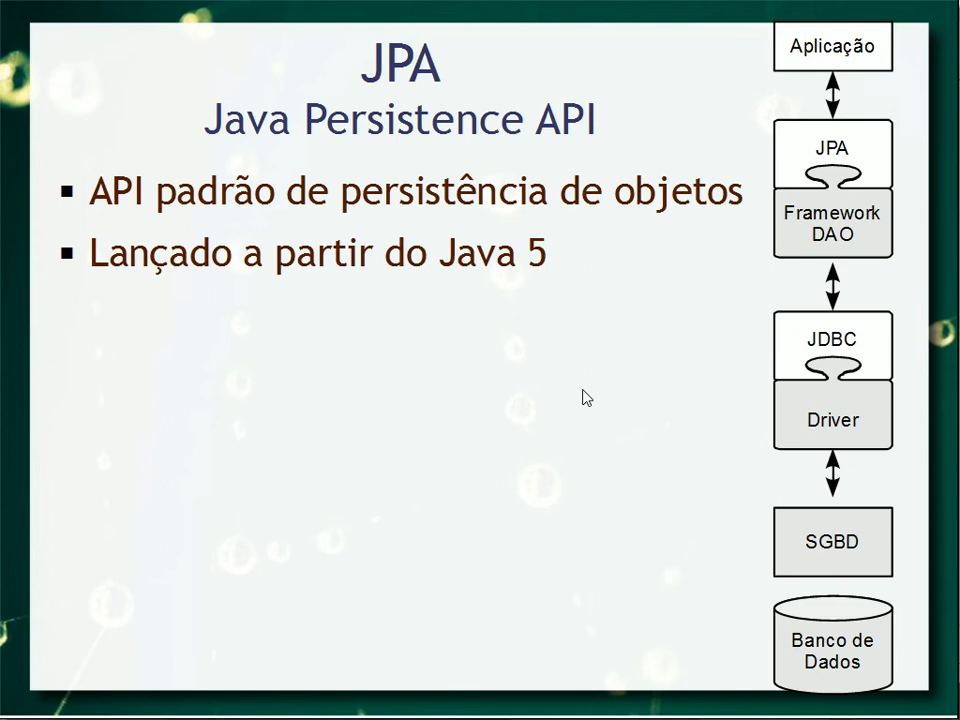 JPA
Java Persistence API
▪ API padrão de persistência de objetos
▪ Lançado a partir do Java 5
Aplicação
JPA
Framework
DAO
JDBC
Driver
SGBD
Banco de
Dados